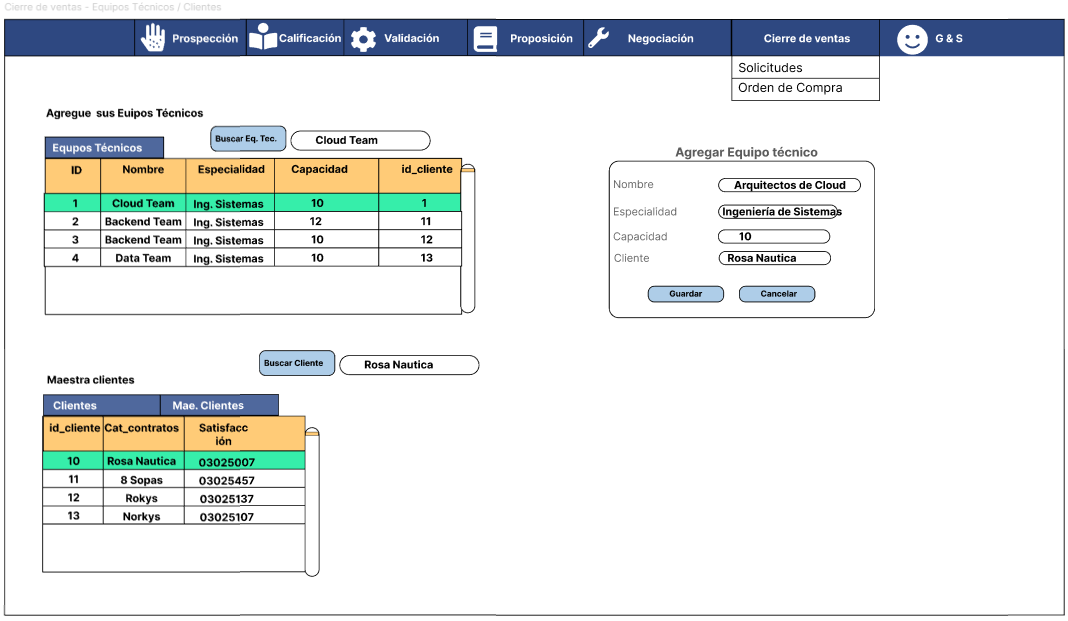 Cierre de ventas - Equipos Técnicos / Clientes
Prospección Calificación Validación Proposición Negociación Cierre de ventas G & S
Solicitudes
Orden de Compra
Agregue sus Euipos Técnicos
Buscar Eq. Tec. Cloud Team
Equpos Técnicos
ID Nombre Especialidad Capacidad id_cliente
1 Cloud Team Ing. Sistemas 10 1
2 Backend Team Ing. Sistemas 12 11
3 Backend Team Ing. Sistemas 10 12
4 Data Team Ing. Sistemas 10 13
Agregar Equipo técnico
Nombre Arquitectos de Cloud
Especialidad Ingeniería de Sistemas
Capacidad 10
Cliente Rosa Nautica
Guardar Cancelar
Buscar Cliente Rosa Nautica
Maestra clientes
Clientes Mae. Clientes
id_cliente Cat_contratos Satisfacc
ión
10 Rosa Nautica 03025007
11 8 Sopas 03025457
12 Rokys 03025137
13 Norkys 03025107